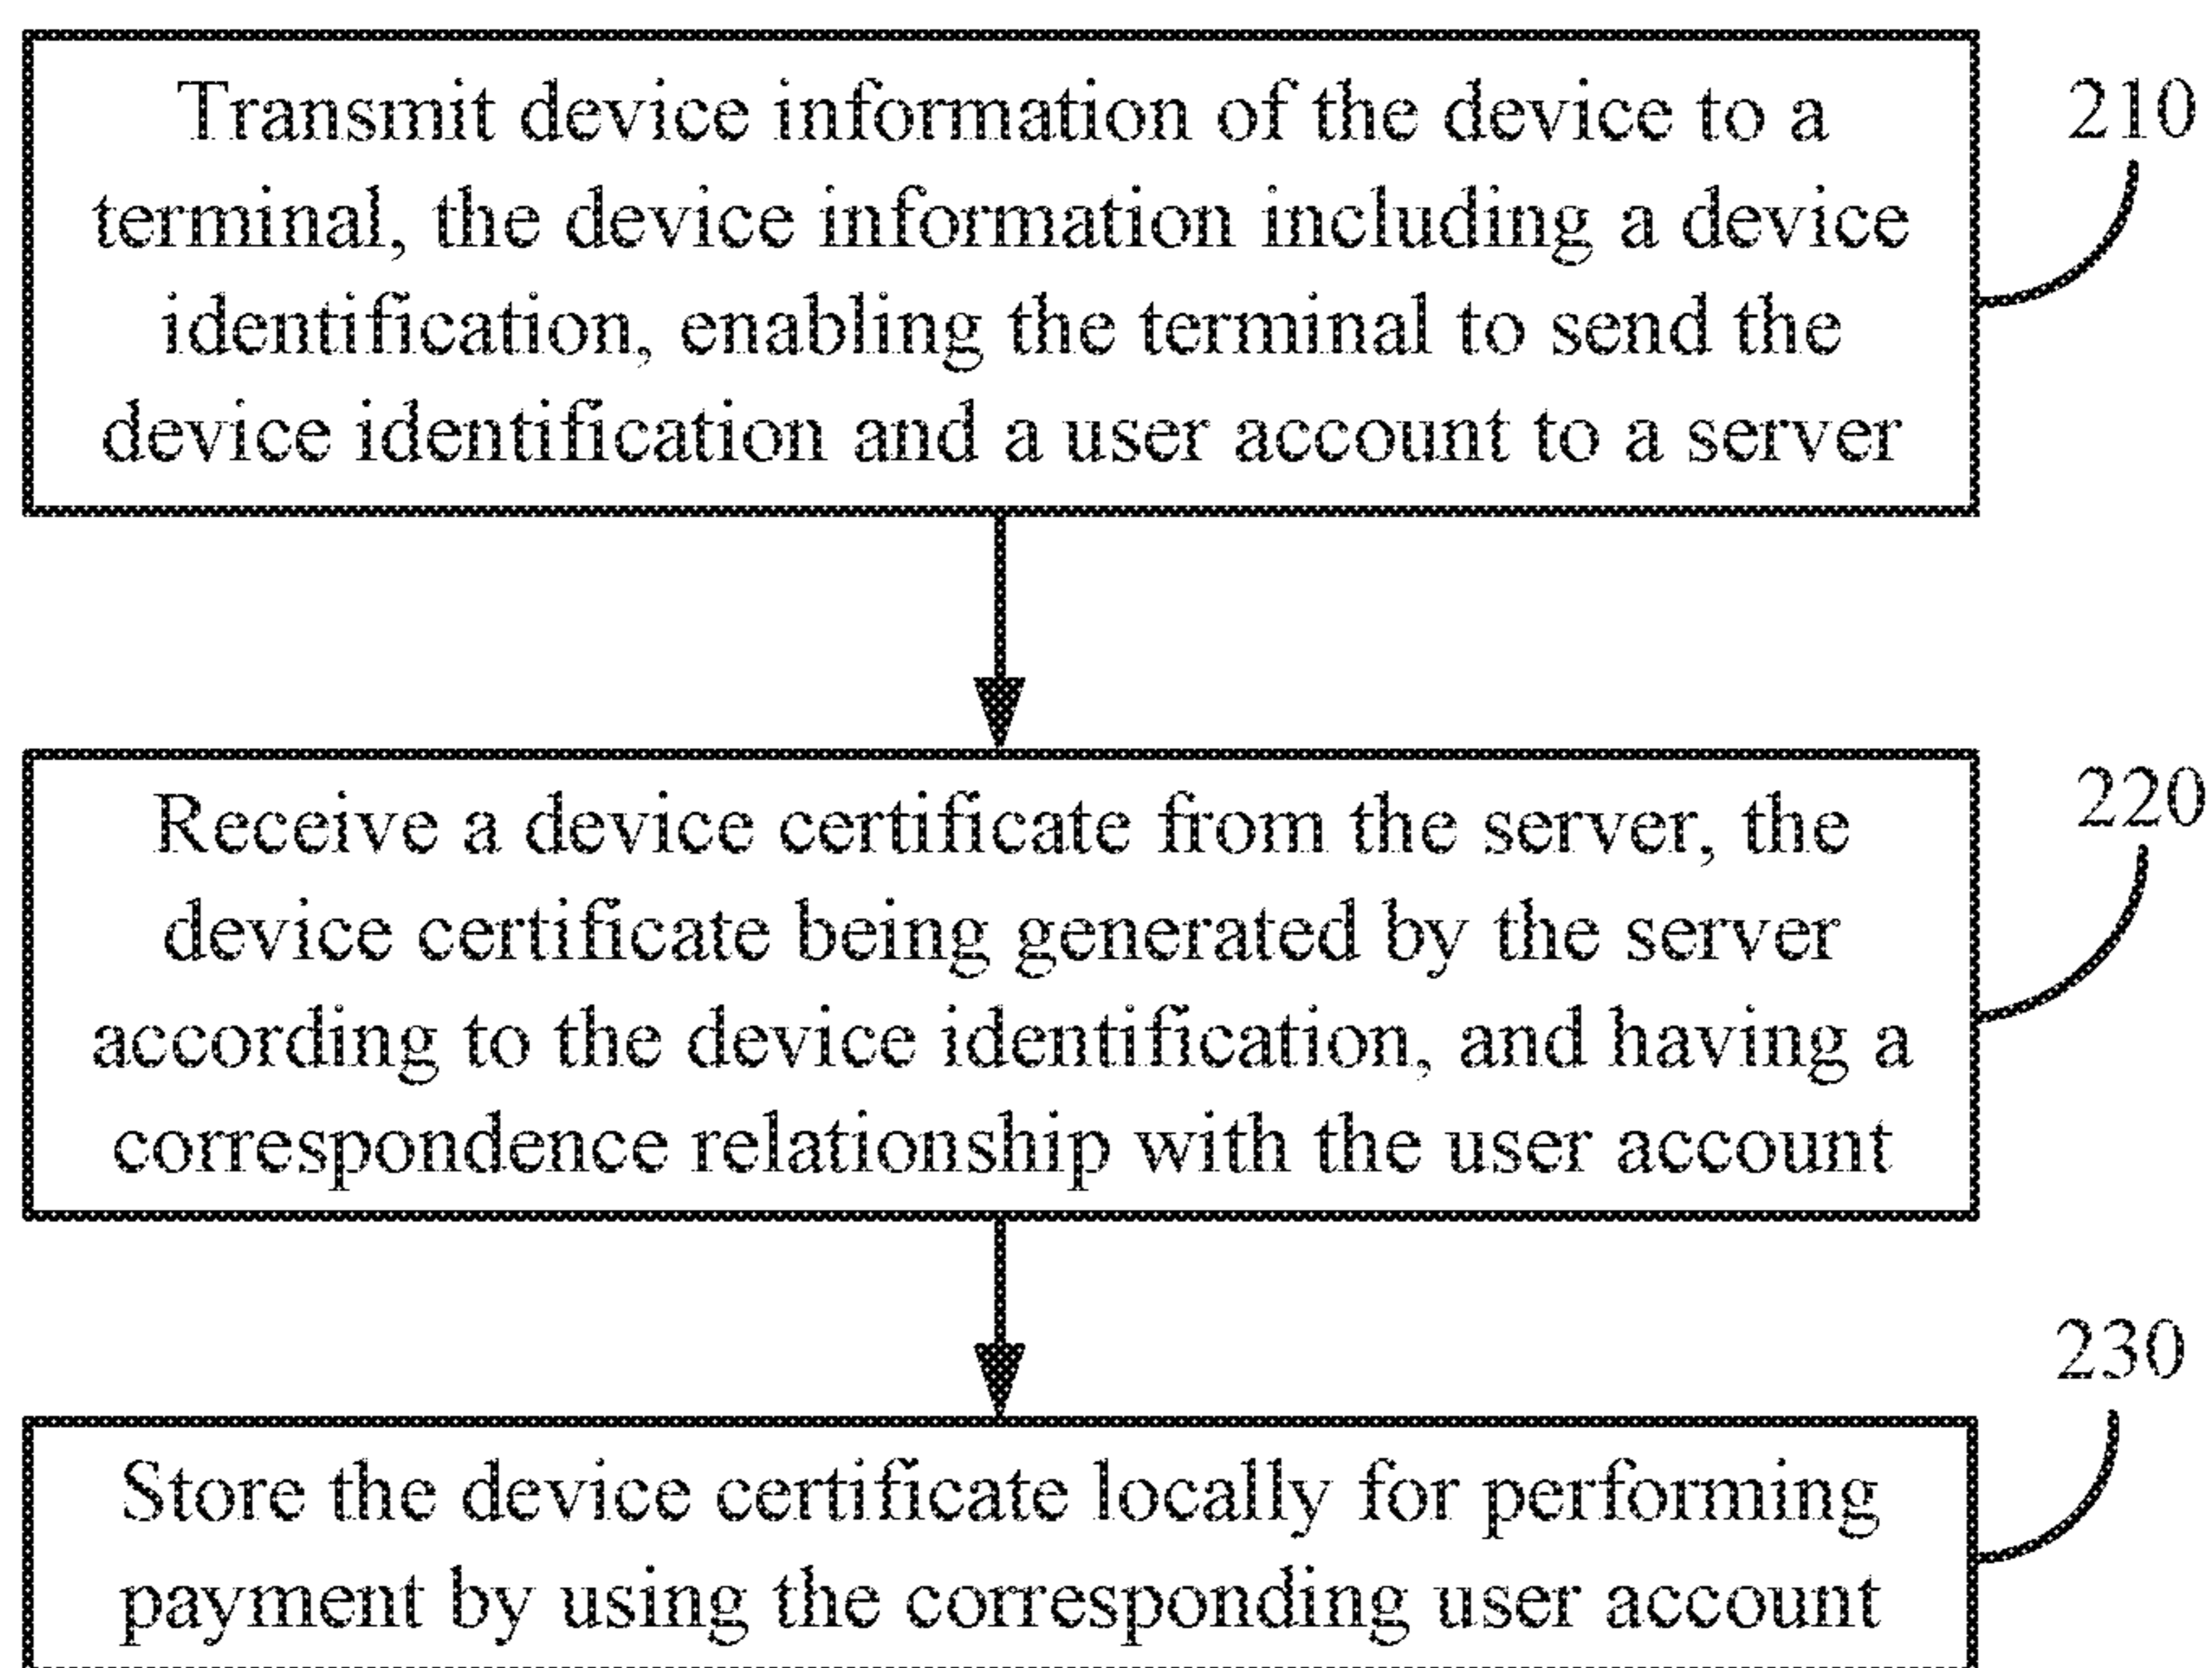 Transmit device information of the device to a
terminal, the device information including a device
identification, enabling the terminal to send the
device identification and a user account to a server
210
Receive a device certificate from the server, the
device certificate being generated by the server
according to the device identification, and having a
correspondence relationship with the user account
220
Store the device certificate locally for performing
payment by using the corresponding user account
230